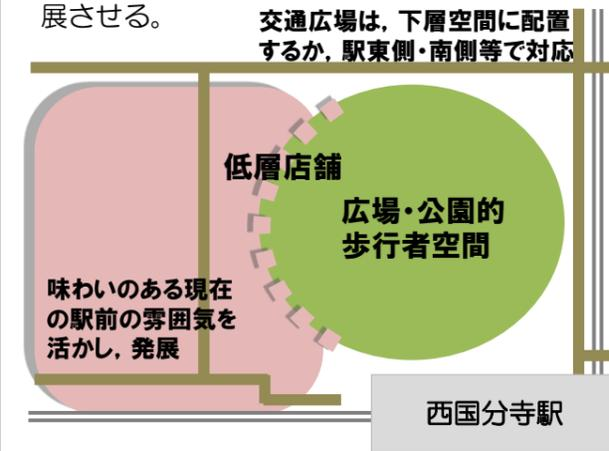 展させる。
交通広場は，下層空間に配置
するか，駅東側・南側等で対応
低層店舗
広場・公園的
歩行者空間
味わいのある現在
の駅前の雰囲気を
活かし，発展
西国分寺駅